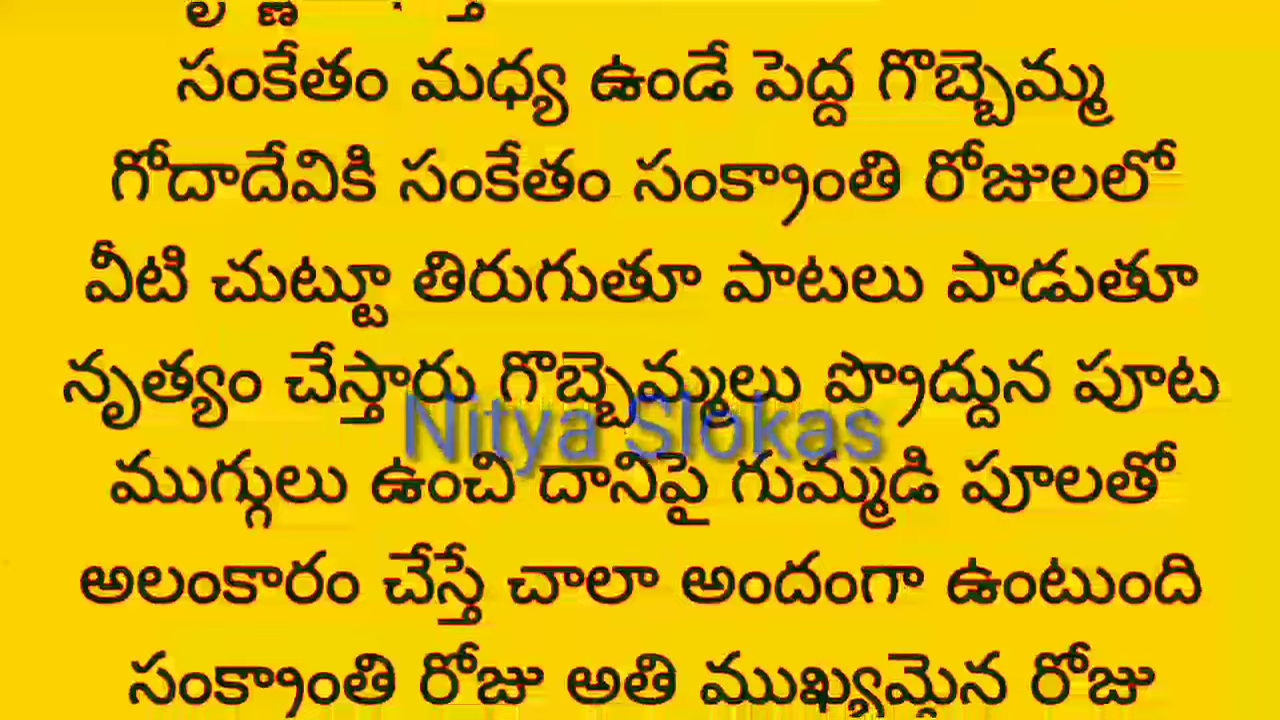 సంకేతం మధ్య ఉండే పెద్ద గొబ్బెమ్మ
గోదాదేవికి సంకేతం సంక్రాంతి రోజులలో
వీటి చుట్టూ తిరుగుతూ పాటలు పాడుతూ
నృత్యం చేస్తారు గొబ్బెమ్మలు ప్రొద్దున పూట
Nitya Slokas
ముగ్గులు ఉంచి దానిపై గుమ్మడి పూలతో
అలంకారం చేస్తే చాలా అందంగా ఉంటుంది
సంక్రాంతి రోజు అతి ముఖ్యమైన రోజు